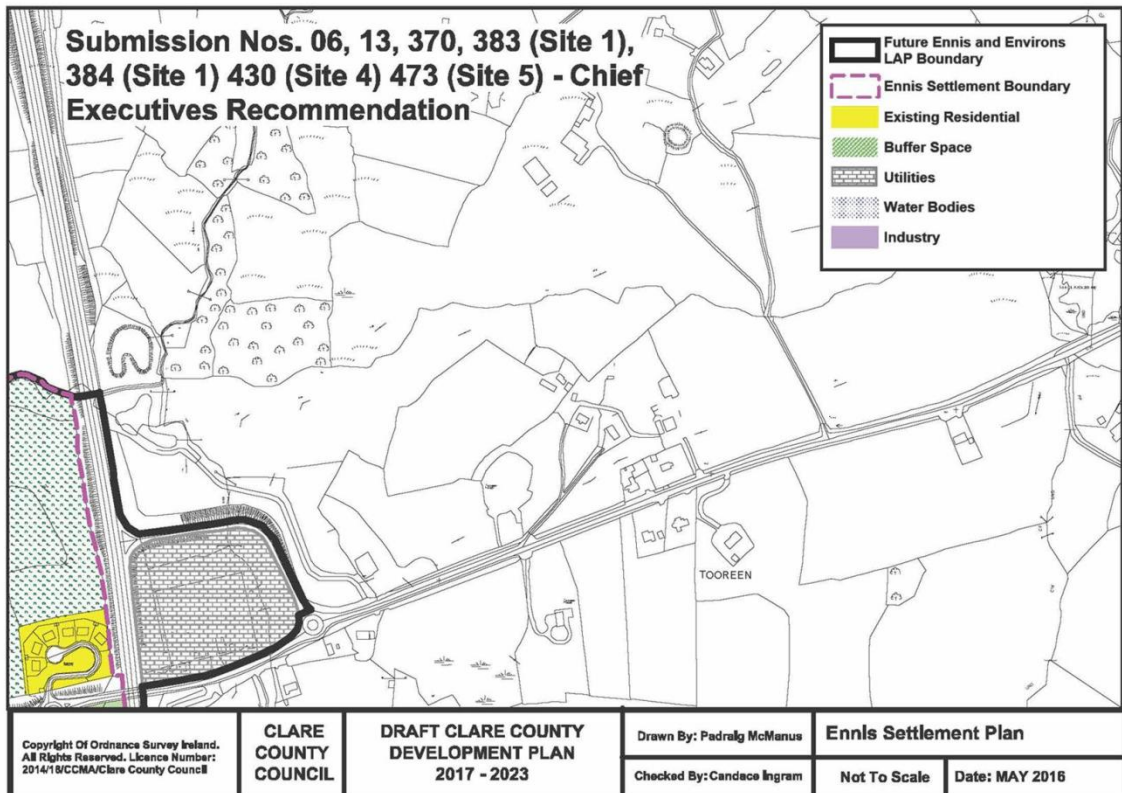 Submission Nos. 06, 13, 370, 383 (Site 1),
384 (Site 1) 430 (Site 4) 473 (Site 5) - Chief
Executives Recommendation
Future Ennis and Environs
LAP Boundary
Ennis Settlement Boundary
Existing Residential
Buffer Space
Utilities
Water Bodies
Industry
TOOREEN
Copyright Of Ordnance Survey Ireland.
All Rights Reserved. Licence Number:
2014/18/CCMA/Clare County Council
CLARE
COUNTY
COUNCIL
DRAFT CLARE COUNTY
DEVELOPMENT PLAN
2017 - 2023
Drawn By: Padraig McManus
Checked By: Candace Ingram
Ennis Settlement Plan
Not To Scale
Date: MAY 2016